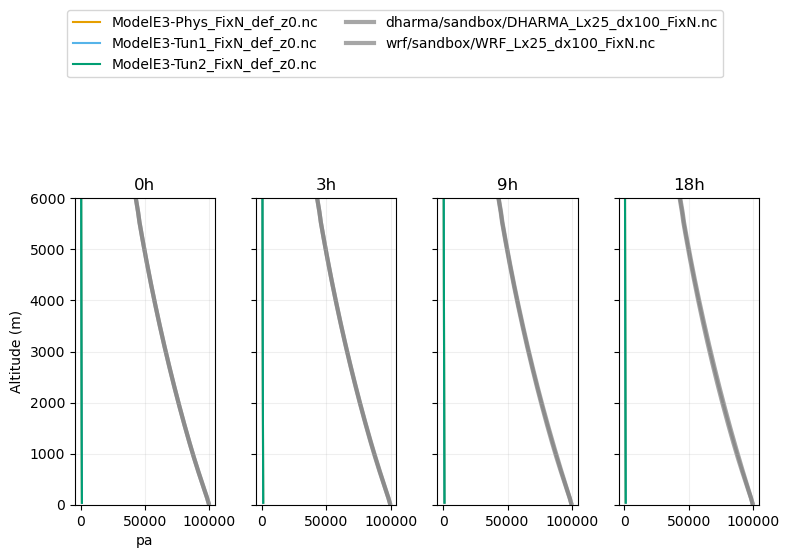 ModelE3-Phys_FixN_def_z0.nc
ModelE3-Tun1_FixN_def_z0.nc
ModelE3-Tun2_FixN_def_z0.nc
dharma/sandbox/DHARMA_Lx25_dx100_FixN.nc
wrf/sandbox/WRF_Lx25_dx100_FixN.nc
0h
3h
9h
18h
Altitude (m)
6000
5000
4000
3000
2000
1000
0
0 50000 100000
0 50000 100000
0 50000 100000
0 50000 100000
pa